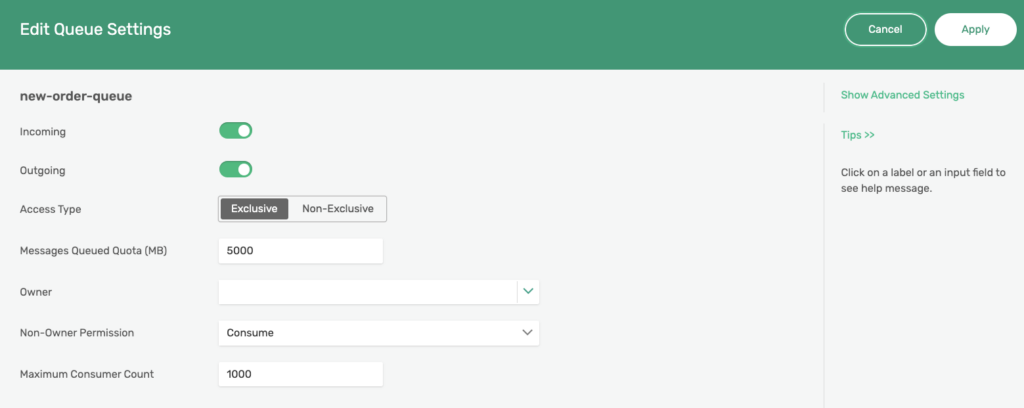 Edit Queue Settings
Cancel
Apply
new-order-queue
Show Advanced Settings
Incoming
Tips >>
Outgoing
Click on a label or an input field to
see help message.
Access Type
Exclusive
Non-Exclusive
Messages Queued Quota (MB)
5000
Owner
Non-Owner Permission
Consume
Maximum Consumer Count
1000